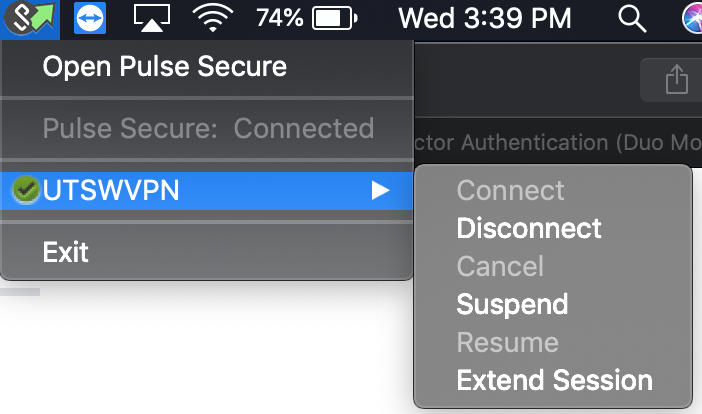 74% Wed 3:39 PM
Open Pulse Secure
Pulse Secure: Connected
ctor Authentication (Duo Mo
UTSWVPN
Connect
Disconnect
Exit
Cancel
Suspend
Resume
Extend Session